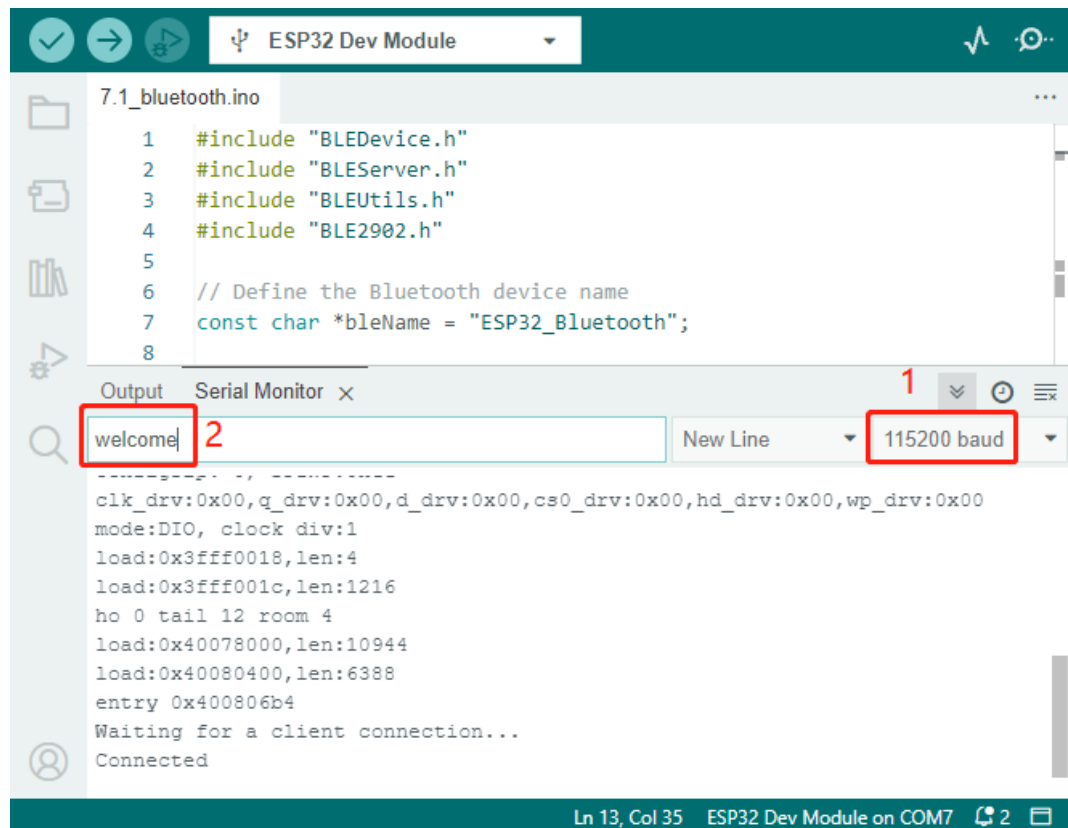 ESP32 Dev Module
7.1_bluetooth.ino
1 #include "BLEDevice.h"
2 #include "BLEServer.h"
3 #include "BLEUtils.h"
4 #include "BLE2902.h"
5
6 // Define the Bluetooth device name
7 const char *bleName = "ESP32_Bluetooth";
8
Output Serial Monitor 1
welcome 2 New Line 115200 baud
clk_drv:0x00,q_drv:0x00,d_drv:0x00,cs0_drv:0x00,hd_drv:0x00,wp_drv:0x00
mode:DIO, clock div:1
load:0x3fff0018,len:4
load:0x3fff001c,len:1216
ho 0 tail 12 room 4
load:0x40078000,len:10944
load:0x40080400,len:6388
entry 0x400806b4
Waiting for a client connection...
Connected
Ln 13, Col 35 ESP32 Dev Module on COM7 2